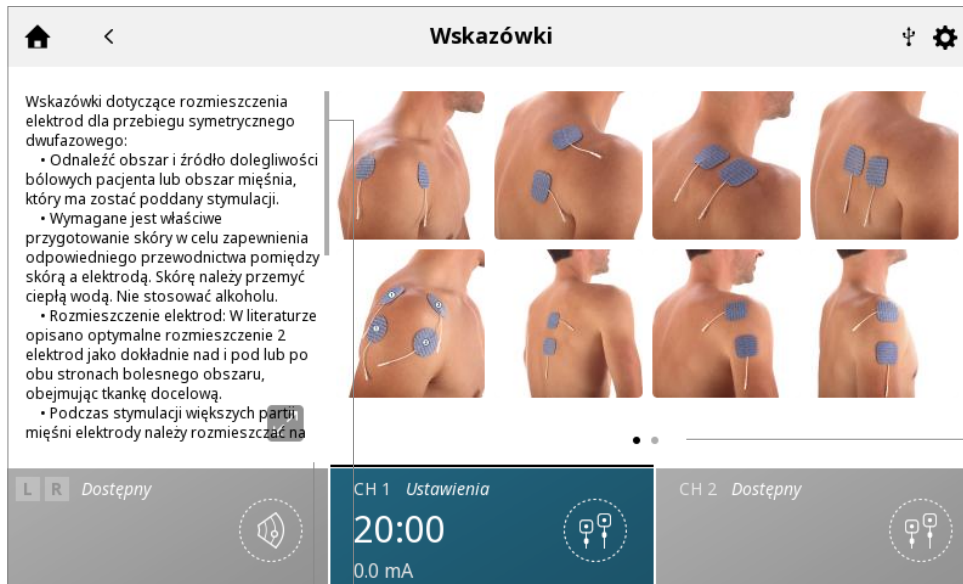 Wskazówki
Wskazówki dotyczące rozmieszczenia
elektrod dla przebiegu symetrycznego
dwufazowego:
• Odnaleźć obszar i źródło dolegliwości
bólowych pacjenta lub obszar mięśnia,
który ma zostać poddany stymulacji.
• Wymagane jest właściwe
przygotowanie skóry w celu zapewnienia
odpowiedniego przewodnictwa pomiędzy
skórą a elektrodą. Skórę należy przemyć
ciepłą wodą. Nie stosować alkoholu.
• Rozmieszczenie elektrod: W literaturze
opisano optymalne rozmieszczenie 2
elektrod jako dokładnie nad i pod lub po
obu stronach bolesnego obszaru,
obejmując tkankę docelową.
• Podczas stymulacji większych partii
mięśni elektrody należy rozmieszczać na
L R Dostępny
CH 1 Ustawienia
20:00
0.0 mA
CH 2 Dostępny